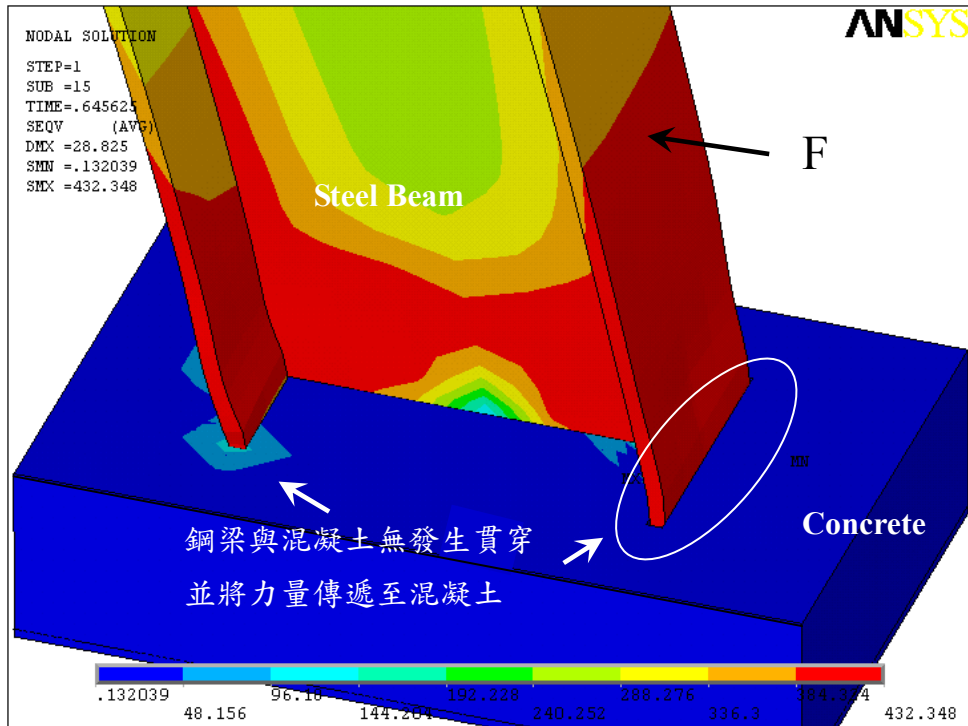 ANSYS
NODAL SOLUTION
STEP=1
SUB =15
TIME=.645625
SEQV (AVG)
DMX =28.825
SMN =.132039
SMX =432.348
F
Steel Beam
MN
Concrete
鋼梁與混凝土無發生貫穿
並將力量傳遞至混凝土
.132039 96.18 192.228 288.276 384.324
48.156 144.204 240.252 336.3 432.348